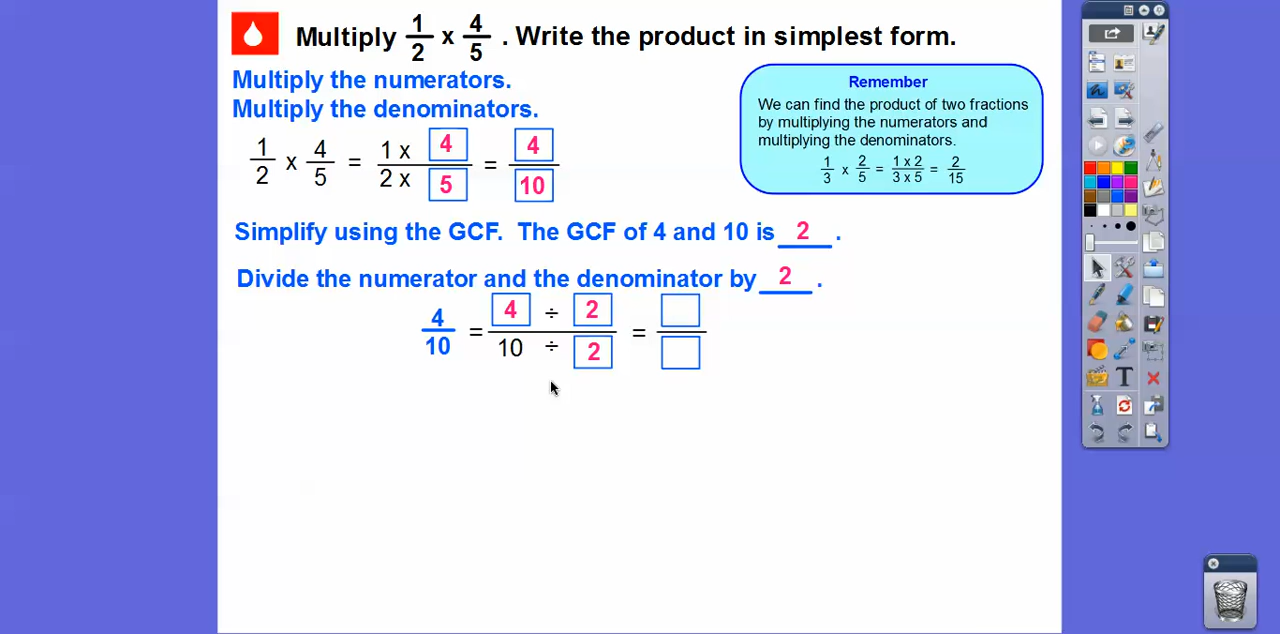 Multiply 1/2 x 4/5 . Write the product in simplest form.
Multiply the numerators.
Multiply the denominators.
1/2 x 4/5 = 1 x 4 / 2 x 5 = 4/10
Remember
We can find the product of two fractions
by multiplying the numerators and
multiplying the denominators.
1/3 x 2/5 = 1 x 2 / 3 x 5 = 2/15
Simplify using the GCF. The GCF of 4 and 10 is 2 .
Divide the numerator and the denominator by 2 .
4/10 = 4 ÷ 2 / 10 ÷ 2 =
T